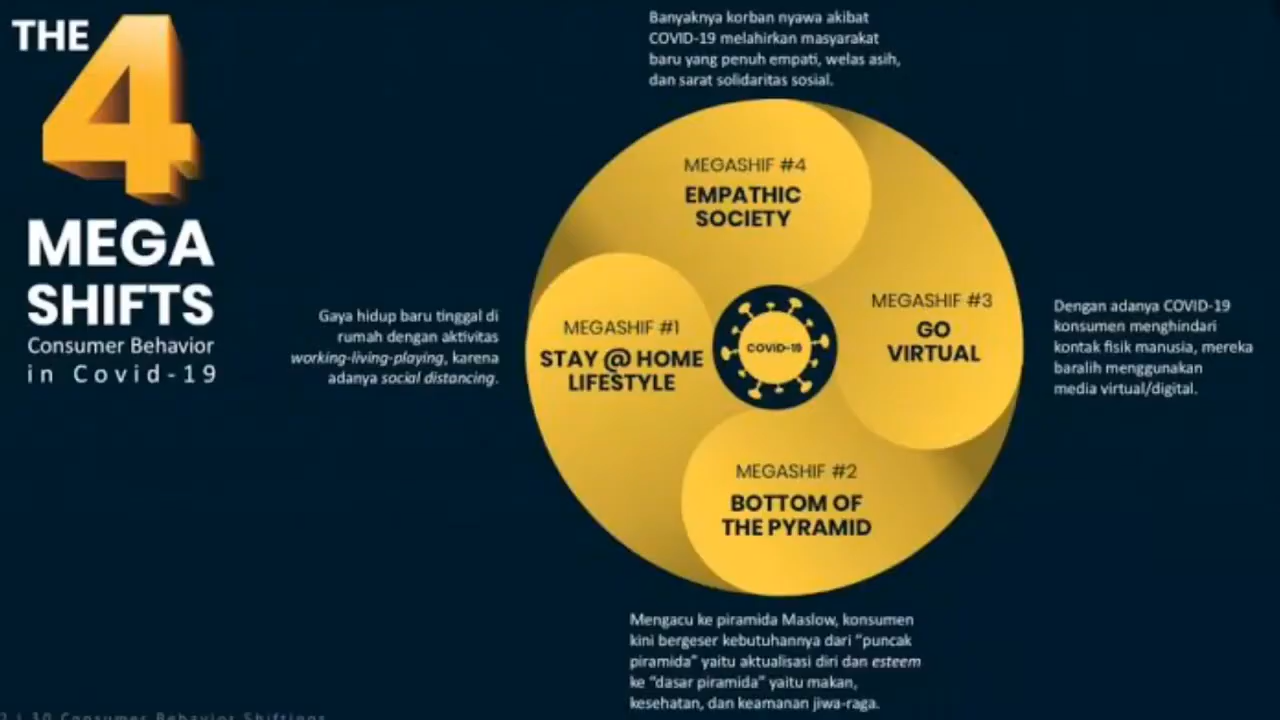 THE 4
MEGA
SHIFTS
Consumer Behavior
in Covid-19
Banyaknya korban nyawa akibat
COVID-19 melahirkan masyarakat
baru yang penuh empati, welas asih,
dan sarat solidaritas sosial.
MEGASHIF #4
EMPATHIC
SOCIETY
Gaya hidup baru tinggal di
rumah dengan aktivitas
working-living-playing, karena
adanya social distancing.
MEGASHIF #1
STAY @ HOME
LIFESTYLE
COVID-19
MEGASHIF #3
GO
VIRTUAL
Dengan adanya COVID-19
konsumen menghindari
kontak fisik manusia, mereka
baralih menggunakan
media virtual/digital.
MEGASHIF #2
BOTTOM OF
THE PYRAMID
Mengacu ke piramida Maslow, konsumen
kini bergeser kebutuhannya dari “puncak
piramida” yaitu aktualisasi diri dan esteem
ke “dasar piramida” yaitu makan,
kesehatan, dan keamanan jiwa-raga.
30 Consumer Behavior Shiftings